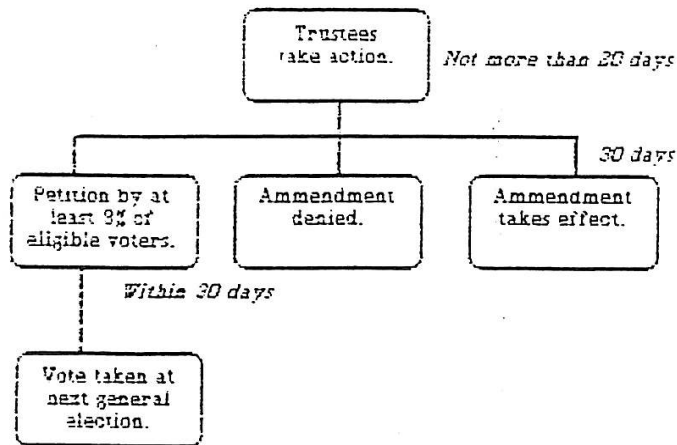 Trustees
take action.
Not more than 20 days
30 days
Petition by at
least 8% of
eligible voters.
Ammendment
denied.
Ammendment
takes effect.
Within 30 days
Vote taken at
next general
election.